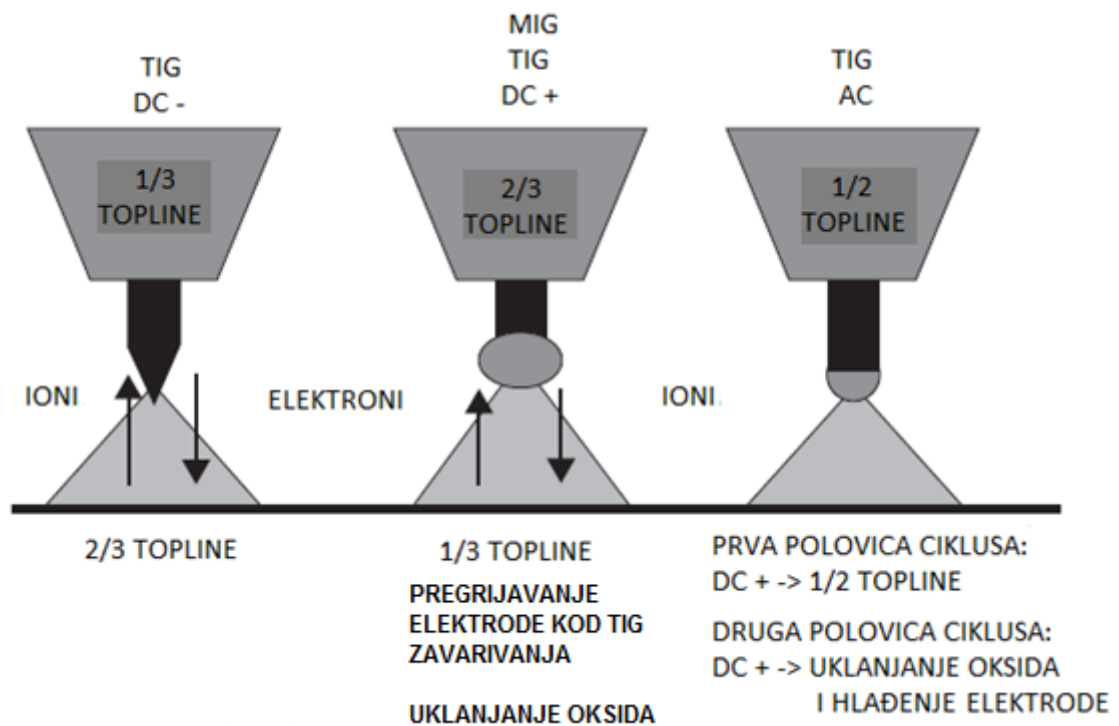 TIG
DC -
MIG
TIG
DC +
TIG
AC
1/3
TOPLINE
2/3
TOPLINE
1/2
TOPLINE
IONI
ELEKTRONI
IONI
2/3 TOPLINE
1/3 TOPLINE
PREGRIJAVANJE
ELEKTRODE KOD TIG
ZAVARIVANJA
UKLANJANJE OKSIDA
PRVA POLOVICA CIKLUSA:
DC + -> 1/2 TOPLINE
DRUGA POLOVICA CIKLUSA:
DC + -> UKLANJANJE OKSIDA
I HLAĐENJE ELEKTRODE